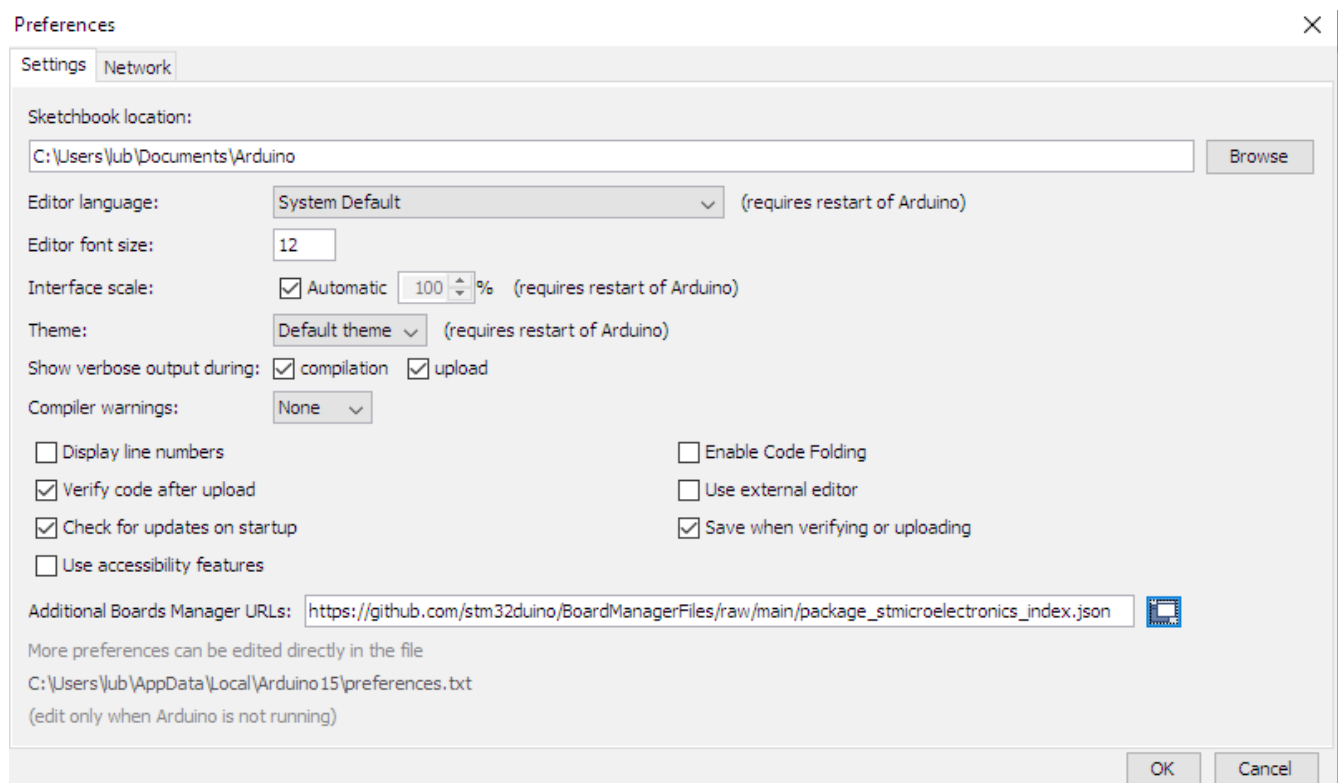 Preferences
Settings Network
Sketchbook location:
C:\Users\lub\Documents\Arduino Browse
Editor language: System Default (requires restart of Arduino)
Editor font size: 12
Interface scale: Automatic 100 % (requires restart of Arduino)
Theme: Default theme (requires restart of Arduino)
Show verbose output during: compilation upload
Compiler warnings: None
Display line numbers Enable Code Folding
Verify code after upload Use external editor
Check for updates on startup Save when verifying or uploading
Use accessibility features
Additional Boards Manager URLs: https://github.com/stm32duino/BoardManagerFiles/raw/main/package_stmicroelectronics_index.json
More preferences can be edited directly in the file
C:\Users\lub\AppData\Local\Arduino15\preferences.txt
(edit only when Arduino is not running)
OK Cancel